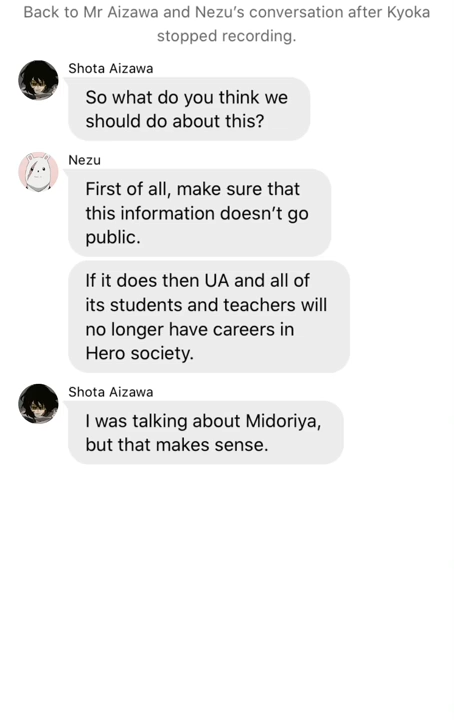 Back to Mr Aizawa and Nezu’s conversation after Kyoka
stopped recording.
Shota Aizawa
So what do you think we
should do about this?
Nezu
First of all, make sure that
this information doesn’t go
public.
If it does then UA and all of
its students and teachers will
no longer have careers in
Hero society.
Shota Aizawa
I was talking about Midoriya,
but that makes sense.